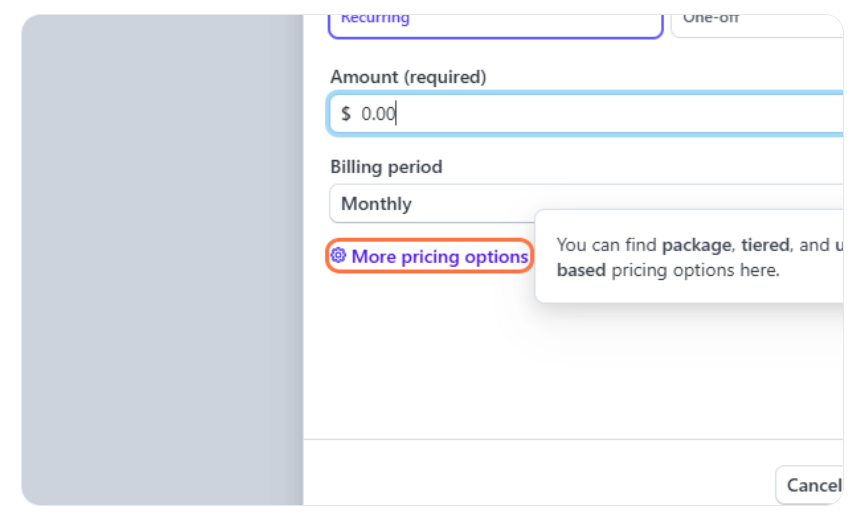 Recurring
One-off
Amount (required)
$ 0.00
Billing period
Monthly
More pricing options
You can find package, tiered, and
based pricing options here.
Cancel